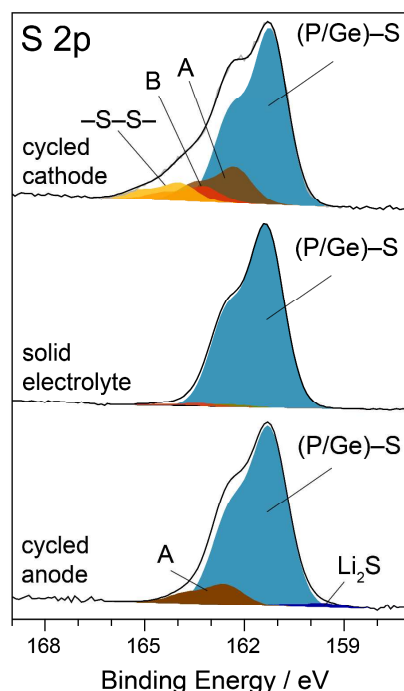 S 2p
(P/Ge)–S
A
B
–S–S–
cycled
cathode
(P/Ge)–S
solid
electrolyte
(P/Ge)–S
A
cycled
anode
Li₂S
168 165 162 159
Binding Energy / eV